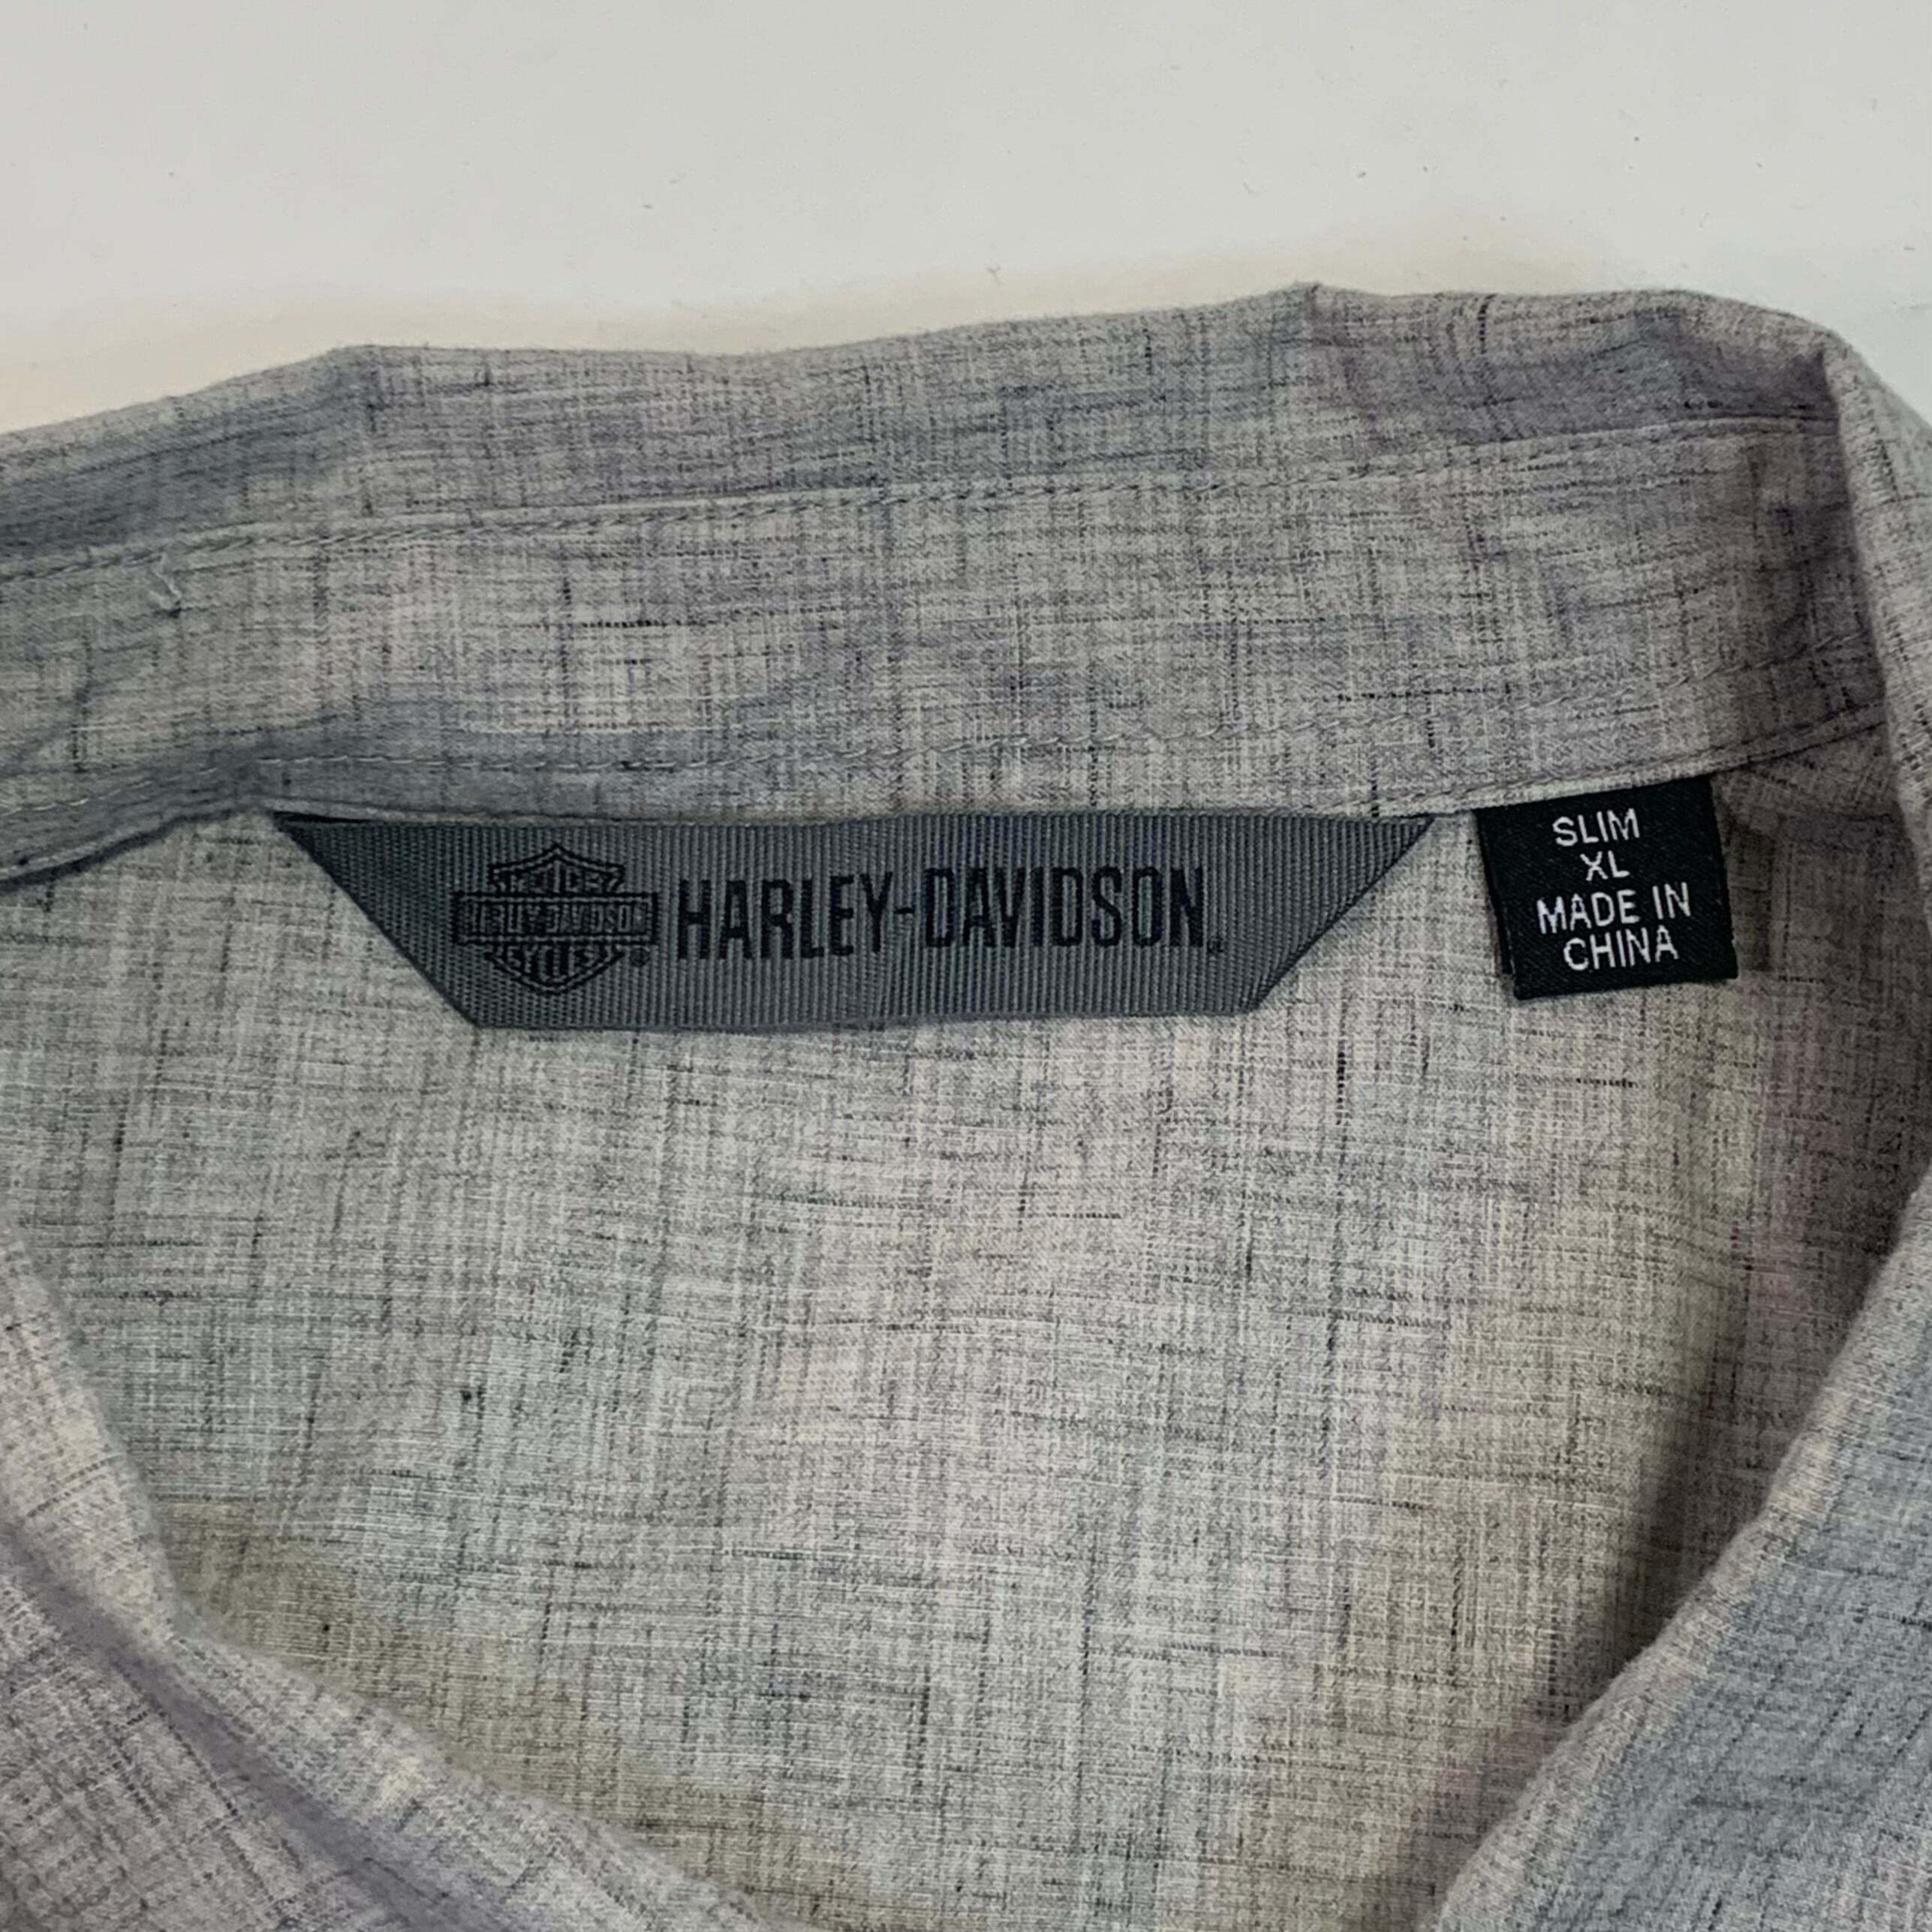 MOTOR
HARLEY-DAVIDSON
CYCLES
®
HARLEY-DAVIDSON
SLIM
XL
MADE IN
CHINA